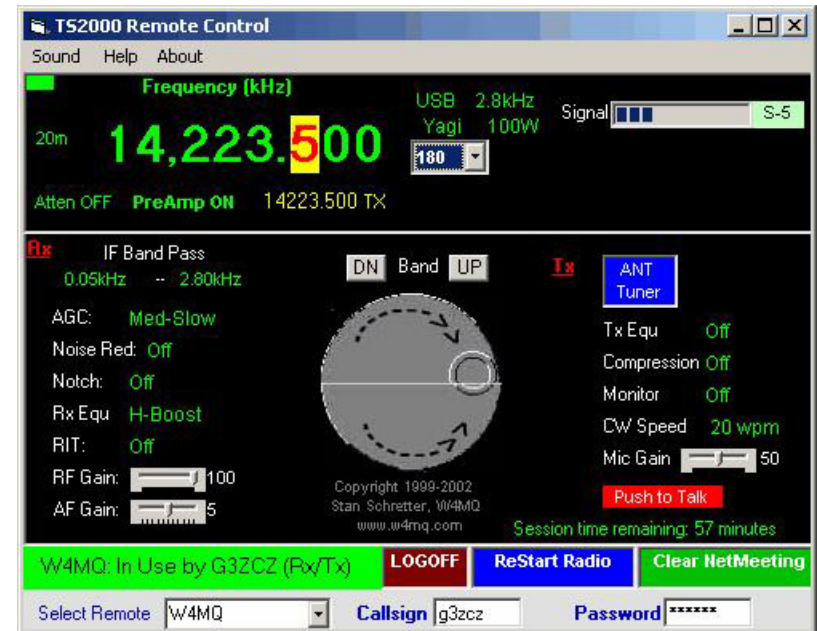 TS2000 Remote Control
Sound Help About
Frequency (kHz)
20m 14,223.500
USB 2.8kHz
Yagi 100W
180
Signal S-5
Atten OFF PreAmp ON 14223.500 TX
Rx IF Band Pass
0.05kHz -- 2.80kHz
AGC: Med-Slow
Noise Red: Off
Notch: Off
Rx Equ H-Boost
RIT: Off
RF Gain: 100
AF Gain: 5
DN Band UP
Copyright 1999-2002
Stan Schretter, W4MQ
www.w4mq.com
Tx ANT
Tuner
Tx Equ Off
Compression Off
Monitor Off
CW Speed 20 wpm
Mic Gain 50
Push to Talk
Session time remaining: 57 minutes
W4MQ: In Use by G3ZCZ (Rx/Tx) LOGOFF ReStart Radio Clear NetMeeting
Select Remote W4MQ Callsign g3zcz Password ******